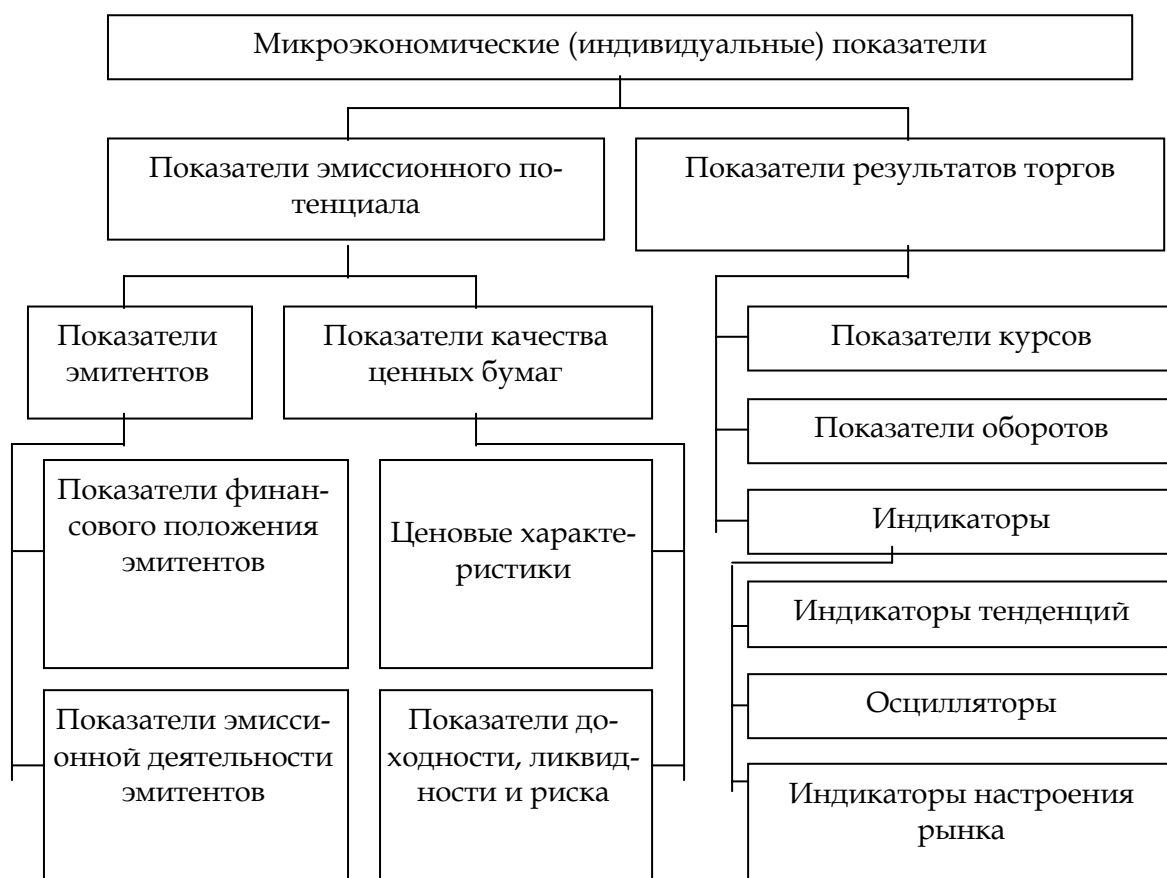 Микроэкономические (индивидуальные) показатели
Показатели эмиссионного по-
тенциала
Показатели результатов торгов
Показатели
эмитентов
Показатели качества
ценных бумаг
Показатели финан-
сового положения
эмитентов
Ценовые характе-
ристики
Показатели эмисси-
онной деятельности
эмитентов
Показатели до-
ходности, ликвид-
ности и риска
Показатели курсов
Показатели оборотов
Индикаторы
Индикаторы тенденций
Осцилляторы
Индикаторы настроения
рынка